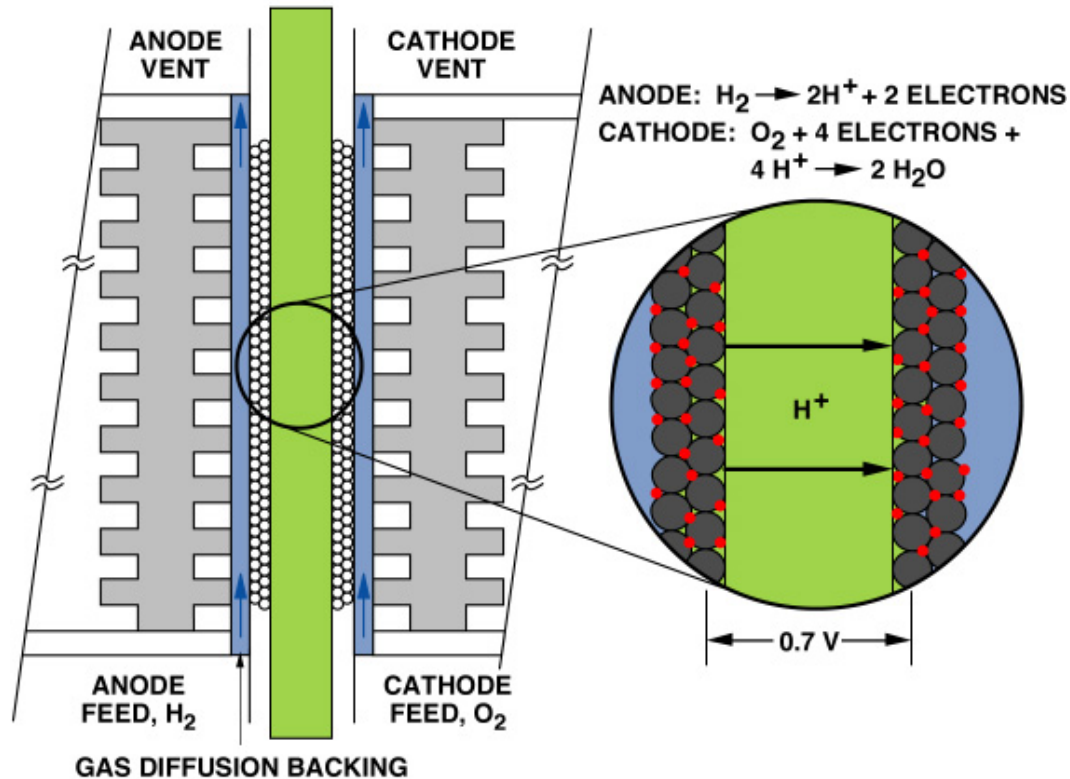 ANODE
VENT
CATHODE
VENT
ANODE: H₂ → 2H⁺ + 2 ELECTRONS
CATHODE: O₂ + 4 ELECTRONS +
4 H⁺ → 2 H₂O
H⁺
0.7 V
ANODE
FEED, H₂
CATHODE
FEED, O₂
GAS DIFFUSION BACKING